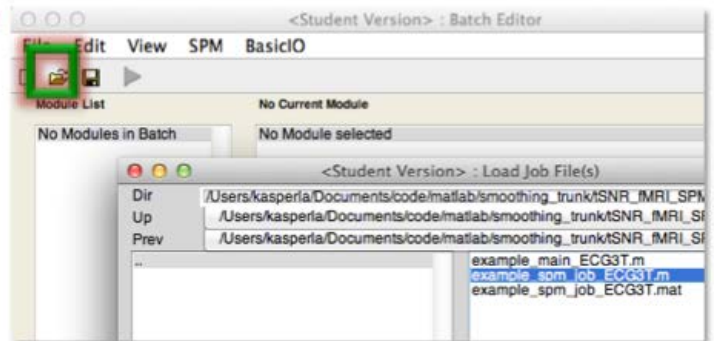 <Student Version> : Batch Editor
File Edit View SPM BasicIO
Module List
No Current Module
No Modules in Batch
No Module selected
<Student Version> : Load Job File(s)
Dir /Users/kasperla/Documents/code/matlab/smoothing_trunk/tSNR_fMRI_SPM
Up /Users/kasperla/Documents/code/matlab/smoothing_trunk/tSNR_fMRI_SP
Prev /Users/kasperla/Documents/code/matlab/smoothing_trunk/tSNR_fMRI_SP
..
example_main_ECG3T.m
example_spm_job_ECG3T.m
example_spm_job_ECG3T.mat